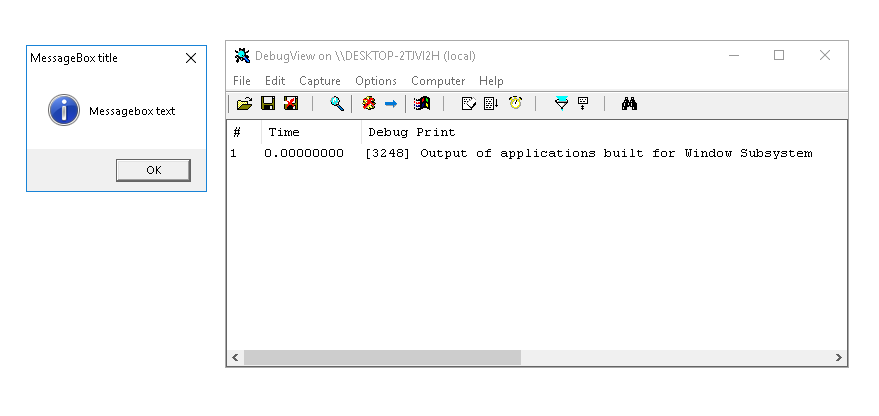 MessageBox title
Messagebox text
OK
DebugView on \\DESKTOP-2TJVI2H (local)
File Edit Capture Options Computer Help
# Time Debug Print
1 0.00000000 [3248] Output of applications built for Window Subsystem